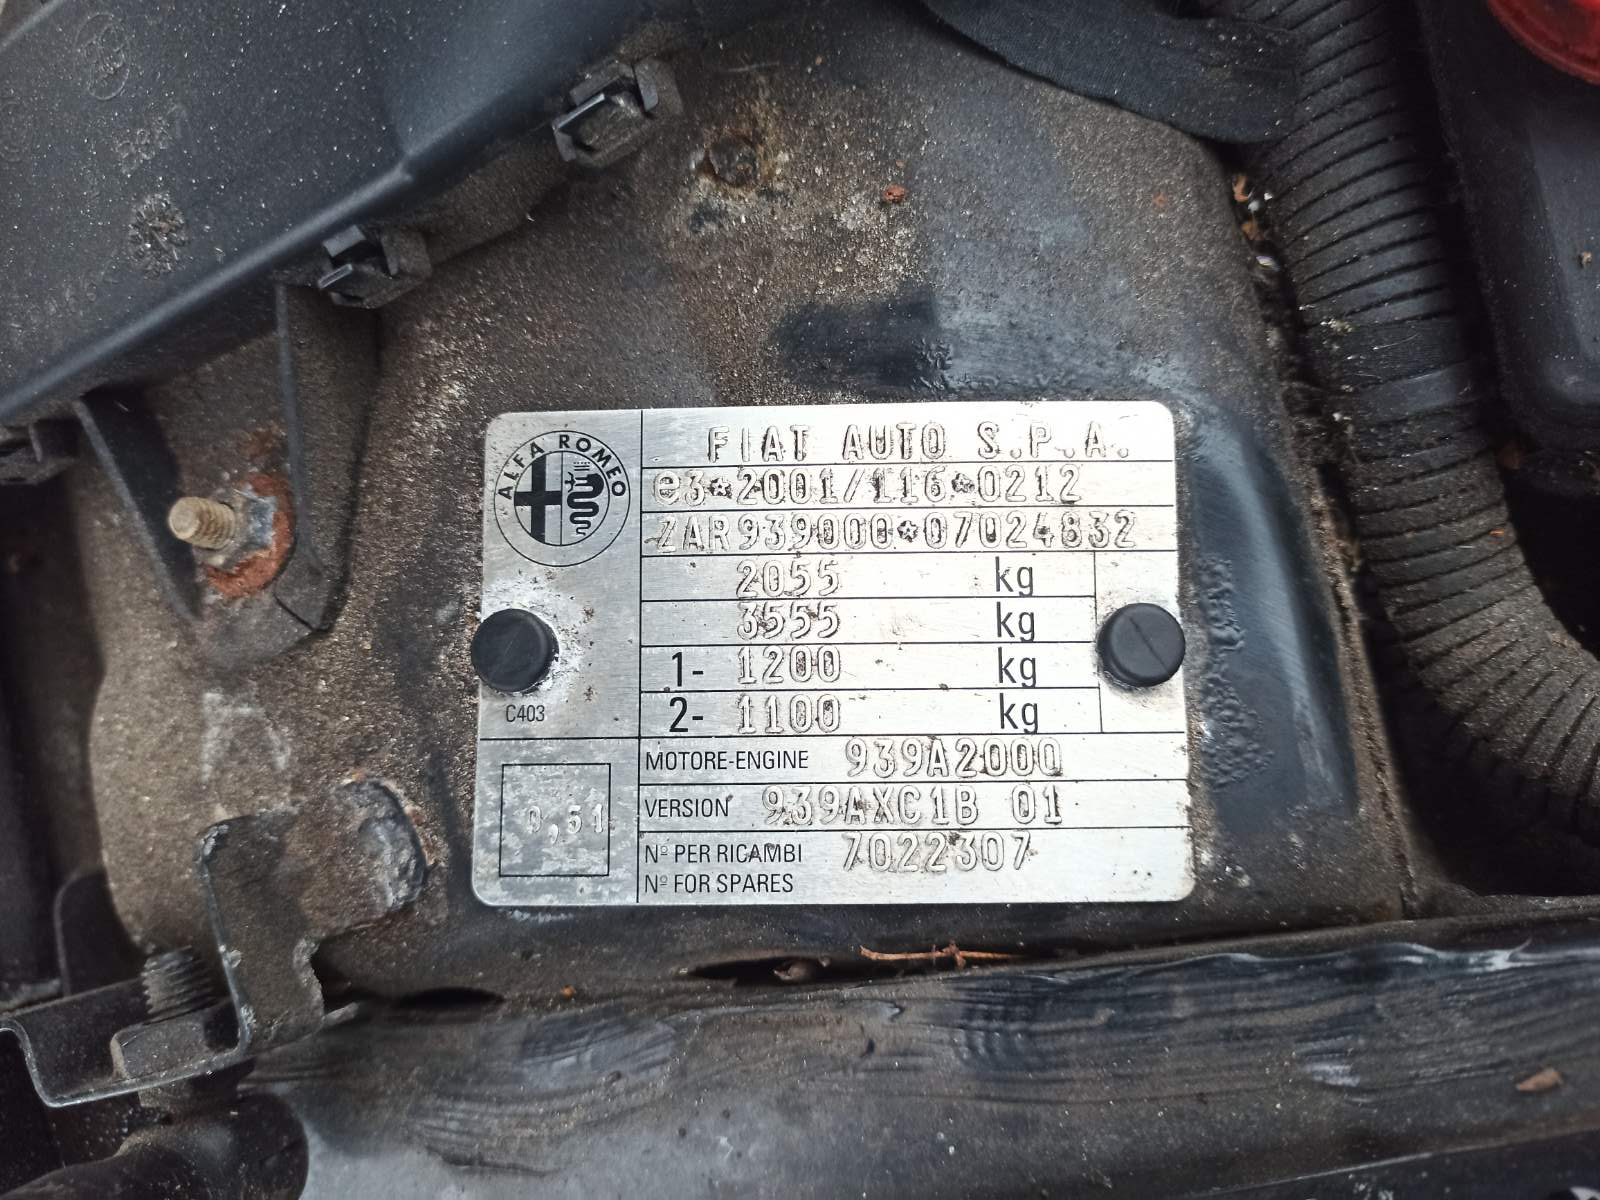 ALFA ROMEO
FIAT AUTO S.P.A.
e3*2001/116*0212
ZAR939000*07024832
2055 kg
3555 kg
1- 1200 kg
2- 1100 kg
C403
MOTORE-ENGINE 939A2000
VERSION 939AXC1B 01
0,51
Nº PER RICAMBI 7022307
Nº FOR SPARES